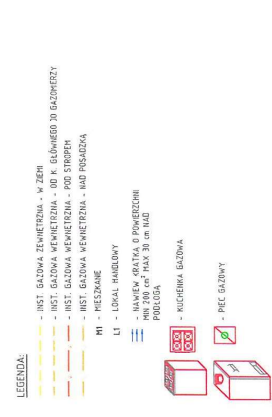 LEGENDA:
- INST. GAZOWA ZEWNĘTRZNA - W ZIEMI
- INST. GAZOWA WEWNĘTRZNA - OD K. GŁÓWNEGO DO GAZOMERZY
- INST. GAZOWA WEWNĘTRZNA - POD STROPEM
- INST. GAZOWA WEWNĘTRZNA - NAD POSADZKĄ
M1 - MIESZKANIE
L1 - LOKAL HANDLOWY
- NAWIEW KRATKA O POWIERZCHNI
MIN 200 cm² MAX 30 cm NAD
PODŁOGĄ
- KUCHENKA GAZOWA
- PIEC GAZOWY